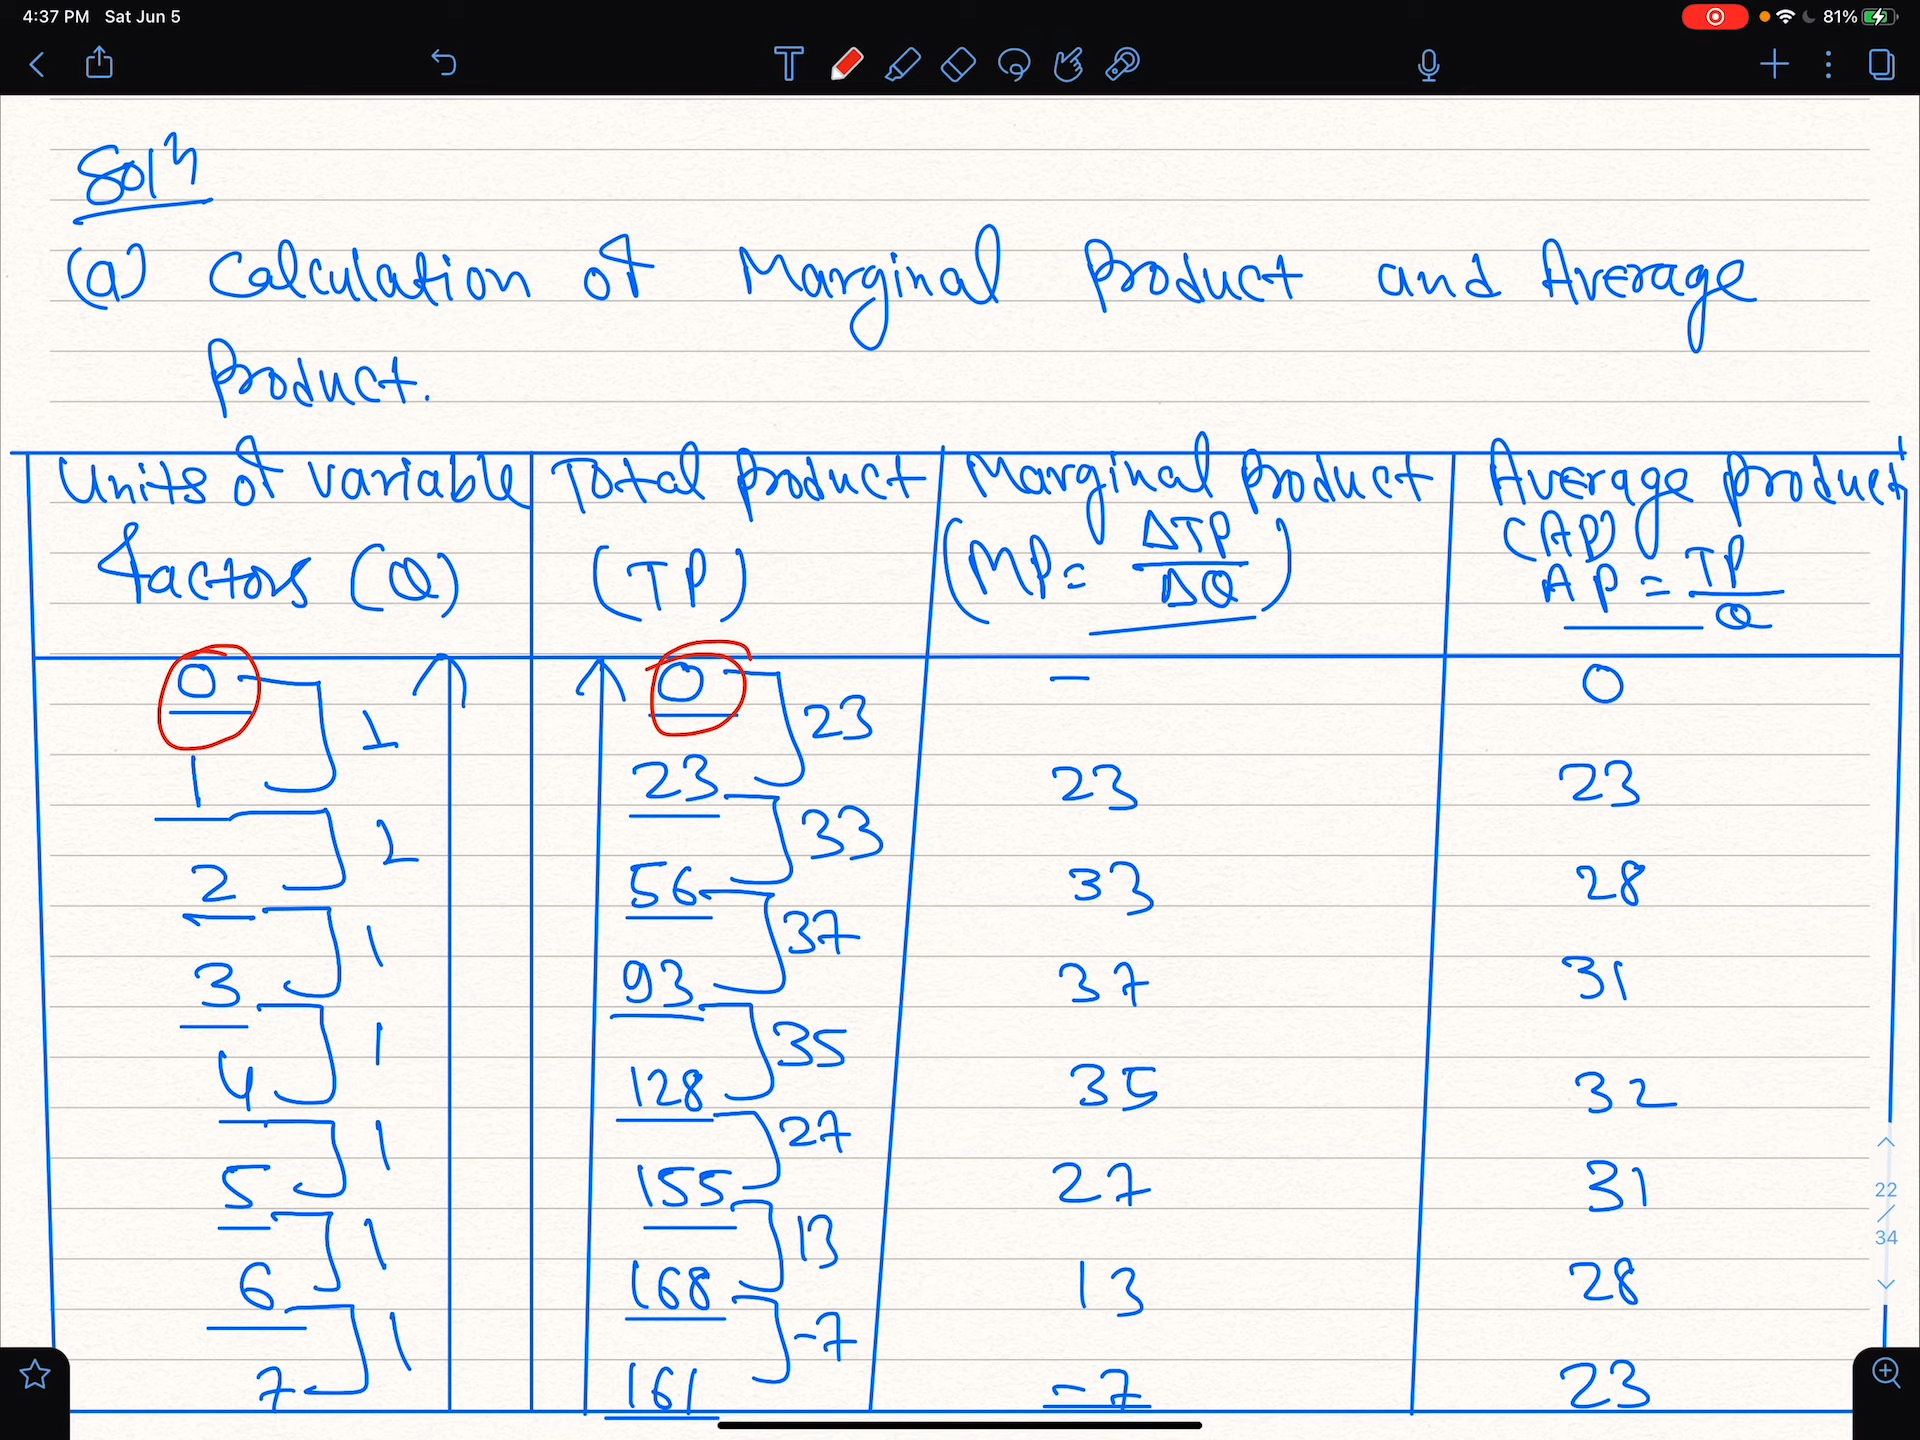 4:37 PM Sat Jun 5
81%
Soln
(a) Calculation of Marginal Product and Average
Product.
Units of variable factors (Q)
Total product (TP)
Marginal product (MP = ΔTP/ΔQ)
Average product (AP) AP = TP/Q
0 0 - 0
1 23
1 23 23 23
1 33
2 56 33 28
1 37
3 93 37 31
1 35
4 128 35 32
1 27
5 155 27 31
1 13
6 168 13 28
1 -7
7 161 -7 23
22 / 34